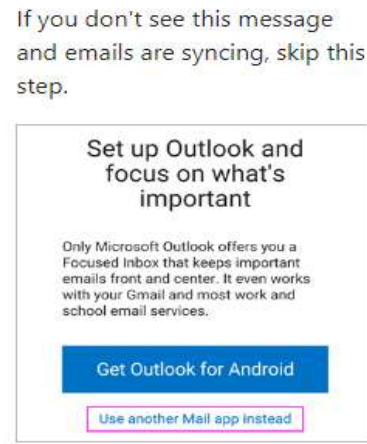 If you don't see this message
and emails are syncing, skip this
step.
Set up Outlook and
focus on what's
important
Only Microsoft Outlook offers you a
Focused Inbox that keeps important
emails front and center. It even works
with your Gmail and most work and
school email services.
Get Outlook for Android
Use another Mail app instead